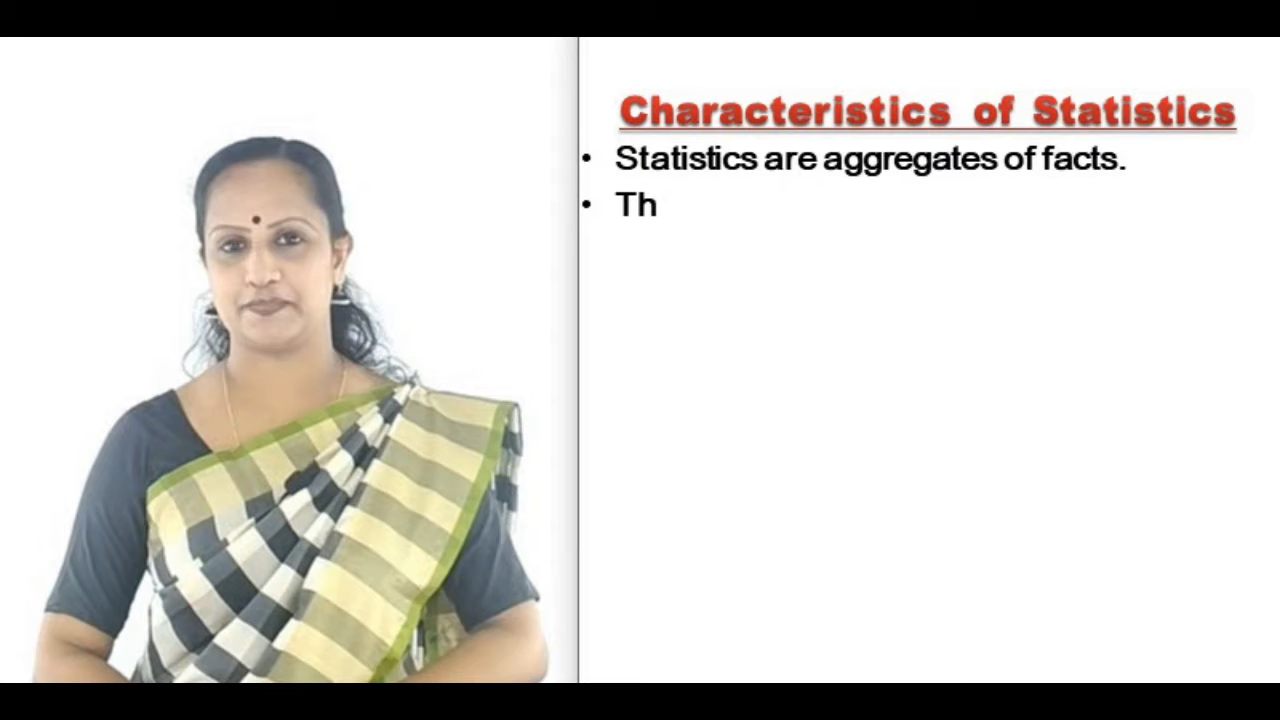 Characteristics of Statistics
• Statistics are aggregates of facts.
• Th